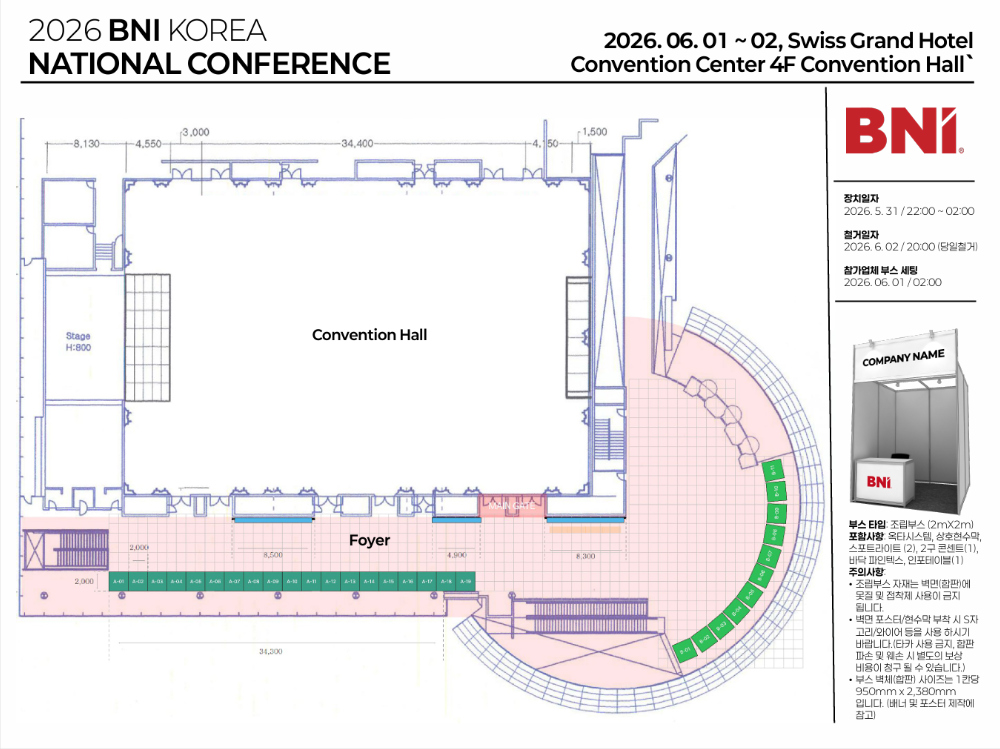 2026 BNI KOREA
NATIONAL CONFERENCE
2026. 06. 01 ~ 02, Swiss Grand Hotel
Convention Center 4F Convention Hall`
8,130
4,550
3,000
34,400
4,150
1,500
Stage
H:800
Convention Hall
Foyer
2,000
8,500
4,900
8,300
2,000
A-01 A-02 A-03 A-04 A-05 A-06 A-07 A-08 A-09 A-10 A-11 A-12 A-13 A-14 A-15 A-16 A-17 A-18 A-19
34,300
B-11
B-10
B-09
B-08
B-07
B-06
B-05
B-04
B-03
B-02
B-01
BNI®
장치일자
2026. 5. 31 / 22:00 ~ 02:00
철거일자
2026. 6. 02 / 20:00 (당일철거)
참가업체 부스 세팅
2026. 06. 01 / 02:00
COMPANY NAME
BNI
부스 타입: 조립부스 (2mX2m)
포함사항: 옥타시스템, 상호현수막,
스포트라이트 (2), 2구 콘센트(1),
바닥 파인텍스, 인포테이블(1)
주의사항:
• 조립부스 자재는 벽면(합판)에
못질 및 접착제 사용이 금지
됩니다.
• 벽면 포스터/현수막 부착 시 S자
고리/와이어 등을 사용 하시기
바랍니다.(타카 사용 금지, 합판
파손 및 훼손 시 별도의 보상
비용이 청구 될 수 있습니다.)
• 부스 벽체(합판) 사이즈는 1칸당
950mm x 2,380mm
입니다. (배너 및 포스터 제작에
참고)